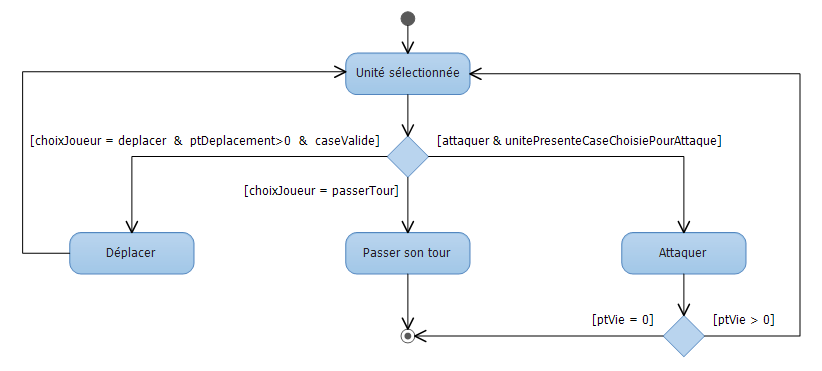 Unité sélectionnée
[choixJoueur = deplacer & ptDeplacement>0 & caseValide]
[attaquer & unitePresenteCaseChoisiePourAttaque]
[choixJoueur = passerTour]
Déplacer
Passer son tour
Attaquer
[ptVie = 0]
[ptVie > 0]